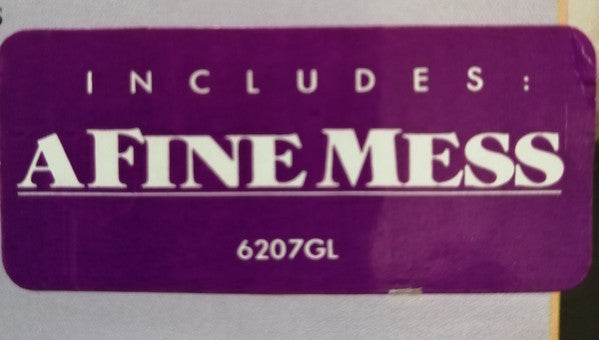 INCLUDES:
A FINE MESS
6207GL